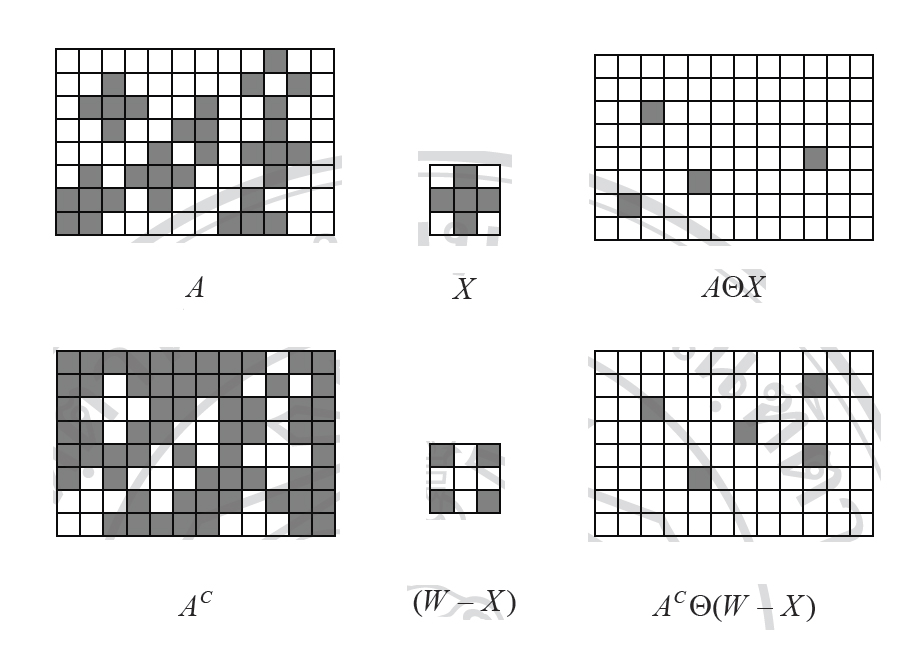 A
X
AΘX
A^C
(W – X)
A^CΘ(W – X)